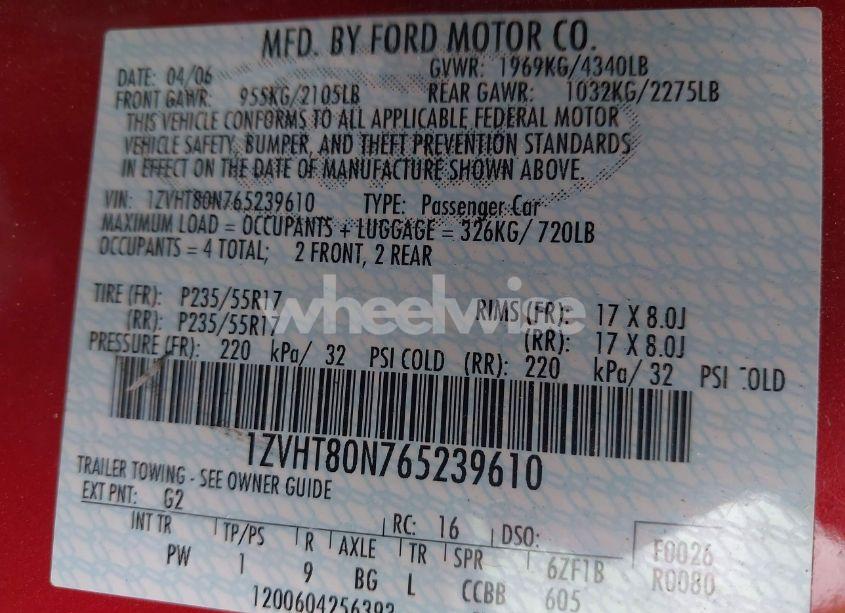 MFD. BY FORD MOTOR CO.
DATE: 04/06 GVWR: 1969KG/4340LB
FRONT GAWR: 955KG/2105LB REAR GAWR: 1032KG/2275LB
THIS VEHICLE CONFORMS TO ALL APPLICABLE FEDERAL MOTOR
VEHICLE SAFETY, BUMPER, AND THEFT PREVENTION STANDARDS
IN EFFECT ON THE DATE OF MANUFACTURE SHOWN ABOVE.
VIN: 1ZVHT80N765239610 TYPE: Passenger Car
MAXIMUM LOAD = OCCUPANTS + LUGGAGE = 326KG/ 720LB
OCCUPANTS = 4 TOTAL; 2 FRONT, 2 REAR
TIRE (FR): P235/55R17 RIMS (FR): 17 X 8.0J
(RR): P235/55R17 (RR): 17 X 8.0J
wheelwise
PRESSURE (FR): 220 kPa/ 32 PSI COLD (RR): 220 kPa/ 32 PSI COLD
1ZVHT80N765239610
TRAILER TOWING - SEE OWNER GUIDE
EXT PNT: G2 RC: 16 DSO:
INT TR TP/PS R AXLE TR SPR 6ZF1B F0026
PW 1 9 BG L CCBB 605 R0080
1200604256392